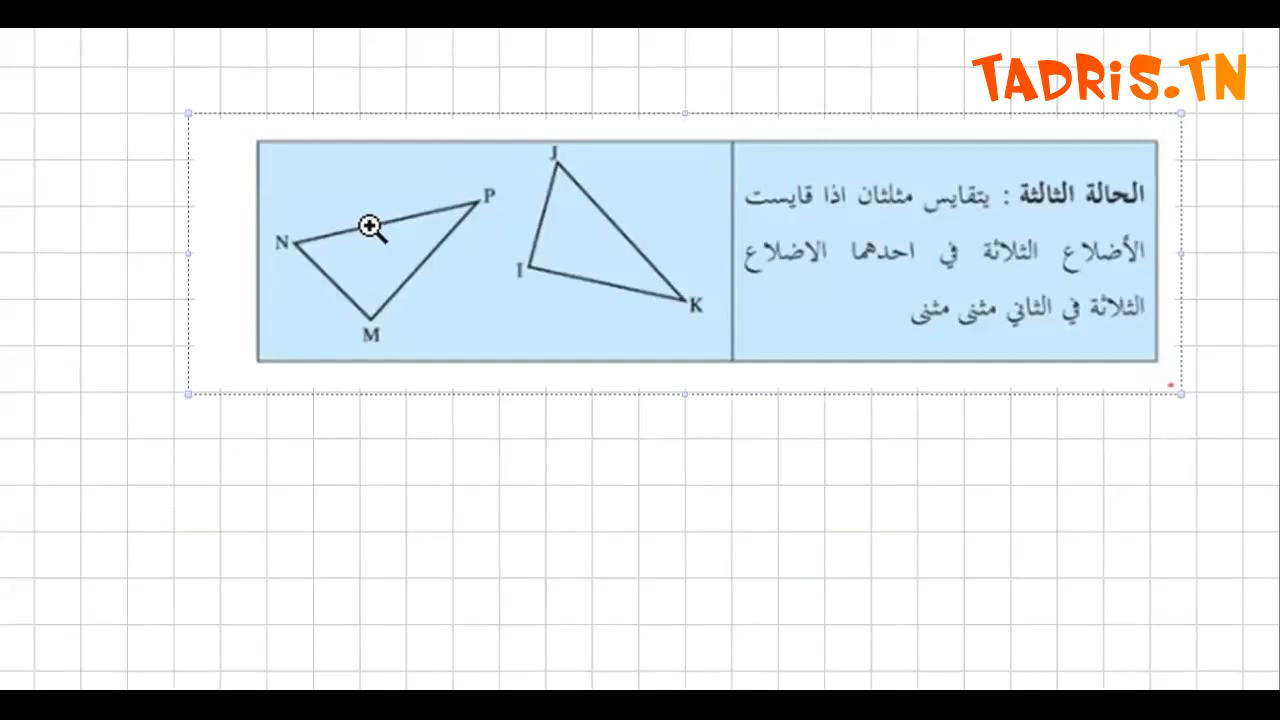 TADRiS.TN
الحالة الثالثة : يتقايس مثلثان اذا قايست
الأضلاع الثلاثة في احدهما الاضلاع
الثلاثة في الثاني مثنى مثنى
J
P
N
I
K
M